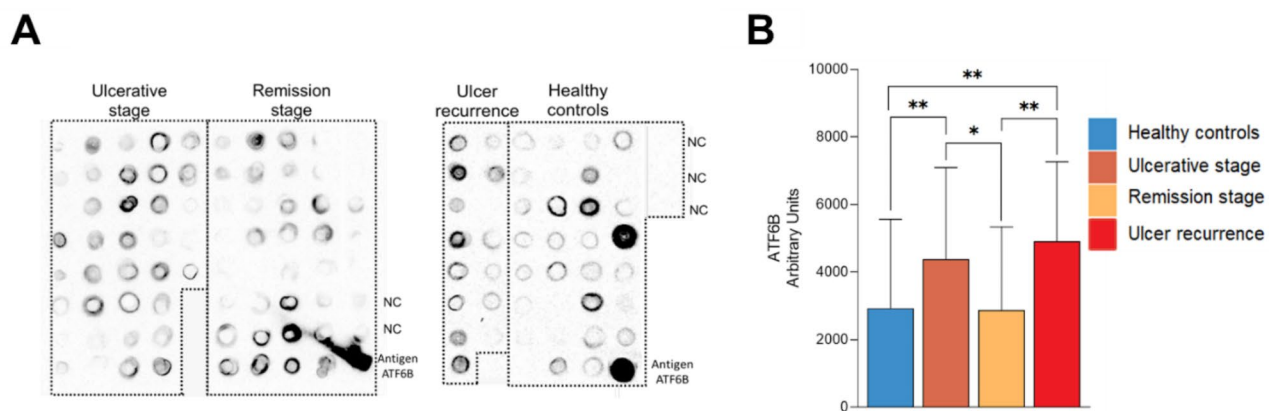 A
Ulcerative
stage
Remission
stage
NC
NC
Antigen
ATF6B
Ulcer
recurrence
Healthy
controls
NC
NC
NC
Antigen
ATF6B
B
ATF6B
Arbitrary Units
10000
8000
6000
4000
2000
0
**
**
**
*
Healthy controls
Ulcerative stage
Remission stage
Ulcer recurrence